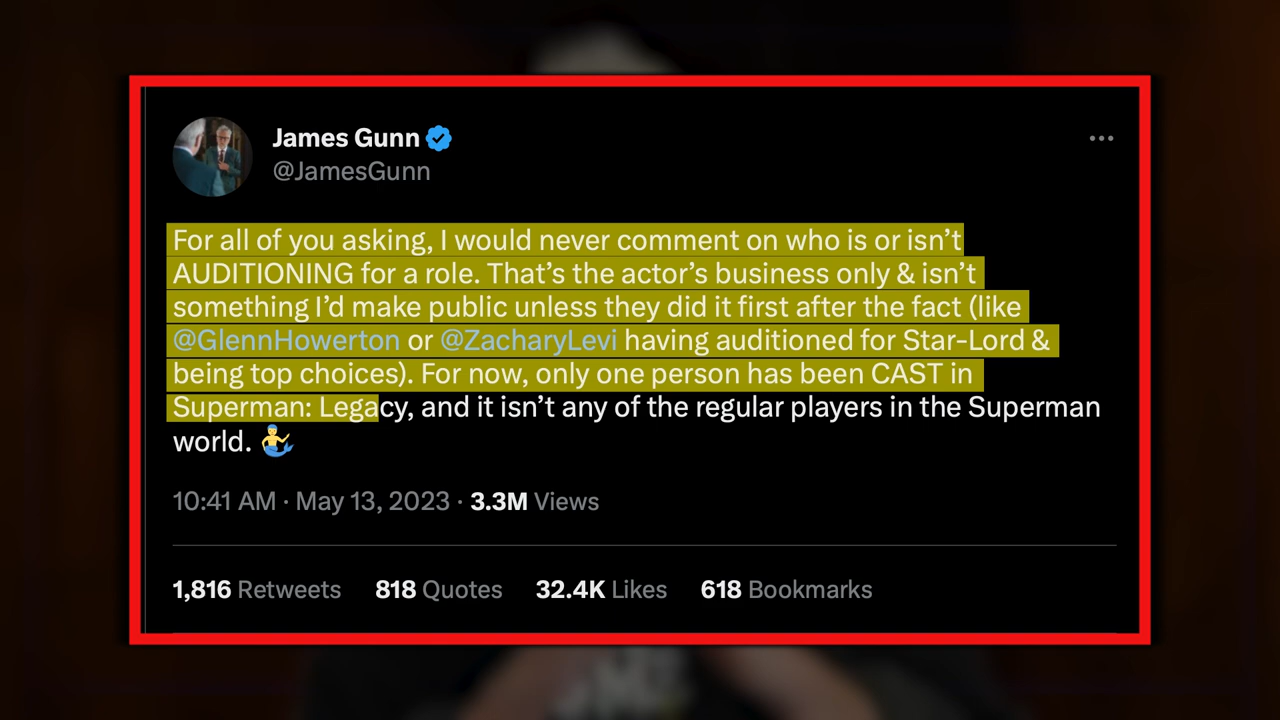 James Gunn
@JamesGunn
For all of you asking, I would never comment on who is or isn’t
AUDITIONING for a role. That’s the actor’s business only & isn’t
something I’d make public unless they did it first after the fact (like
@GlennHowerton or @ZacharyLevi having auditioned for Star-Lord &
being top choices). For now, only one person has been CAST in
Superman: Legacy, and it isn’t any of the regular players in the Superman
world. 🧜‍♂️
10:41 AM · May 13, 2023 · 3.3M Views
1,816 Retweets 818 Quotes 32.4K Likes 618 Bookmarks